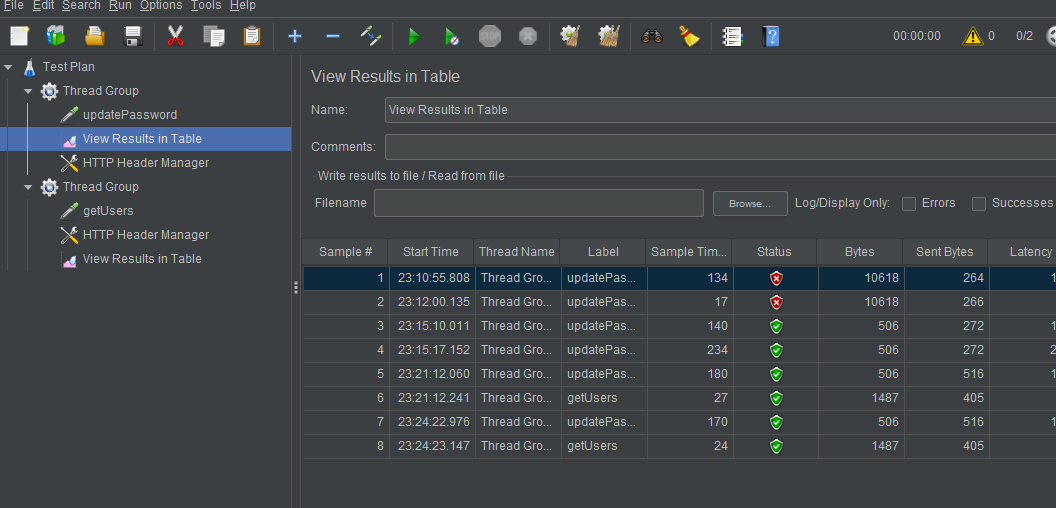 File Edit Search Run Options Tools Help
STOP 00:00:00 0 0/2
Test Plan
Thread Group
updatePassword
View Results in Table
HTTP Header Manager
Thread Group
getUsers
HTTP Header Manager
View Results in Table
View Results in Table
Name: View Results in Table
Comments:
Write results to file / Read from file
Filename Browse... Log/Display Only: Errors Successes
Sample # Start Time Thread Name Label Sample Tim... Status Bytes Sent Bytes Latency
1 23:10:55.808 Thread Gro... updatePas... 134 10618 264 1
2 23:12:00.135 Thread Gro... updatePas... 17 10618 266
3 23:15:10.011 Thread Gro... updatePas... 140 506 272 1
4 23:15:17.152 Thread Gro... updatePas... 234 506 272 2
5 23:21:12.060 Thread Gro... updatePas... 180 506 516 1
6 23:21:12.241 Thread Gro... getUsers 27 1487 405
7 23:24:22.976 Thread Gro... updatePas... 170 506 516 1
8 23:24:23.147 Thread Gro... getUsers 24 1487 405